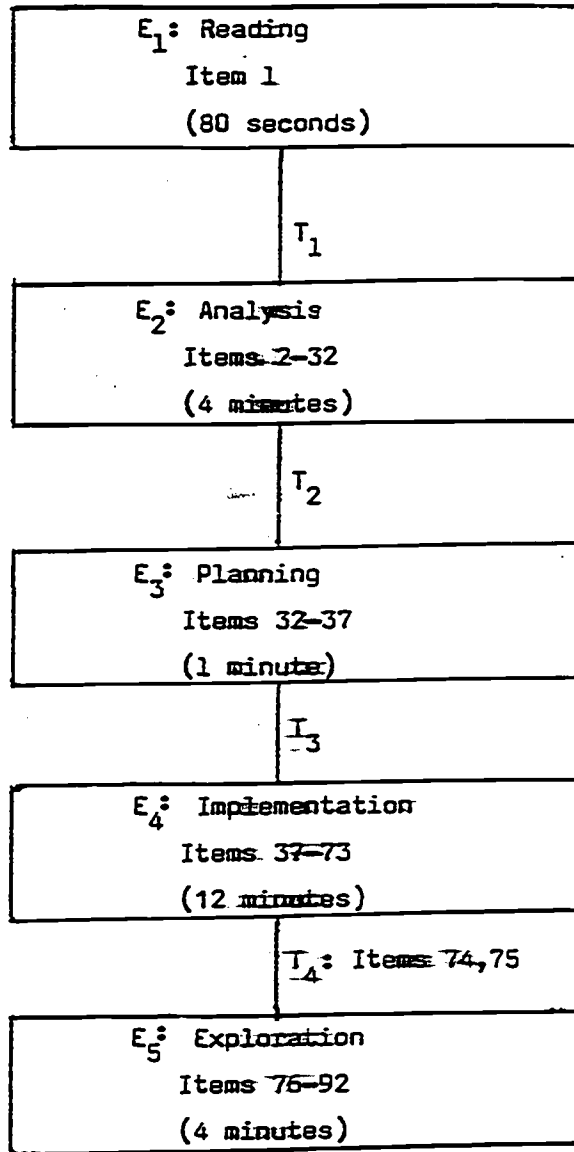 E₁: Reading
Item 1
(80 seconds)
T₁
E₂: Analysis
Items 2-32
(4 minutes)
T₂
E₃: Planning
Items 32-37
(1 minute)
T₃
E₄: Implementation
Items 37-73
(12 minutes)
T₄: Items 74,75
E₅: Exploration
Items 76-92
(4 minutes)